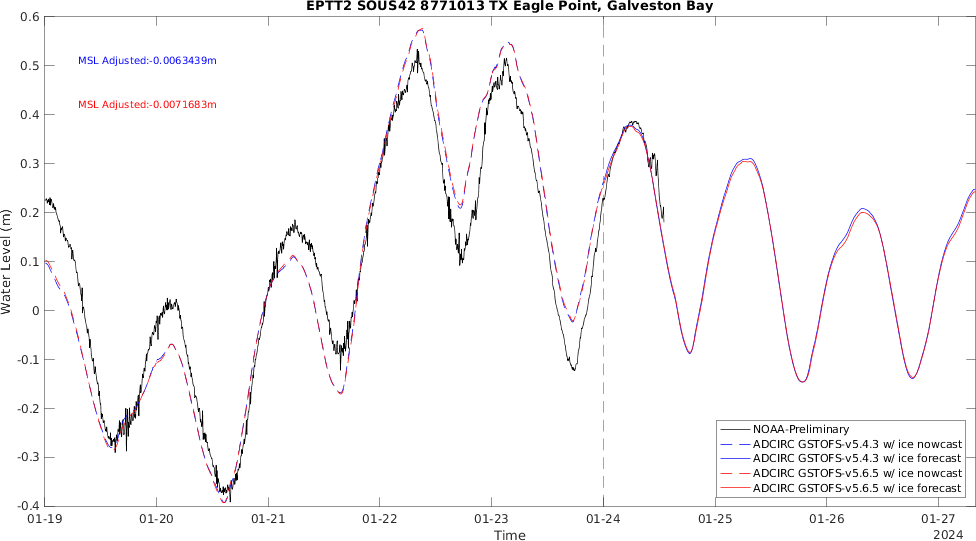 EPTT2 SOUS42 8771013 TX Eagle Point, Galveston Bay
0.6
0.5
0.4
0.3
0.2
0.1
0
-0.1
-0.2
-0.3
-0.4
Water Level (m)
MSL Adjusted:-0.0063439m
MSL Adjusted:-0.0071683m
NOAA-Preliminary
ADCIRC GSTOFS-v5.4.3 w/ ice nowcast
ADCIRC GSTOFS-v5.4.3 w/ ice forecast
ADCIRC GSTOFS-v5.6.5 w/ ice nowcast
ADCIRC GSTOFS-v5.6.5 w/ ice forecast
01-19 01-20 01-21 01-22 01-23 01-24 01-25 01-26 01-27
Time
2024